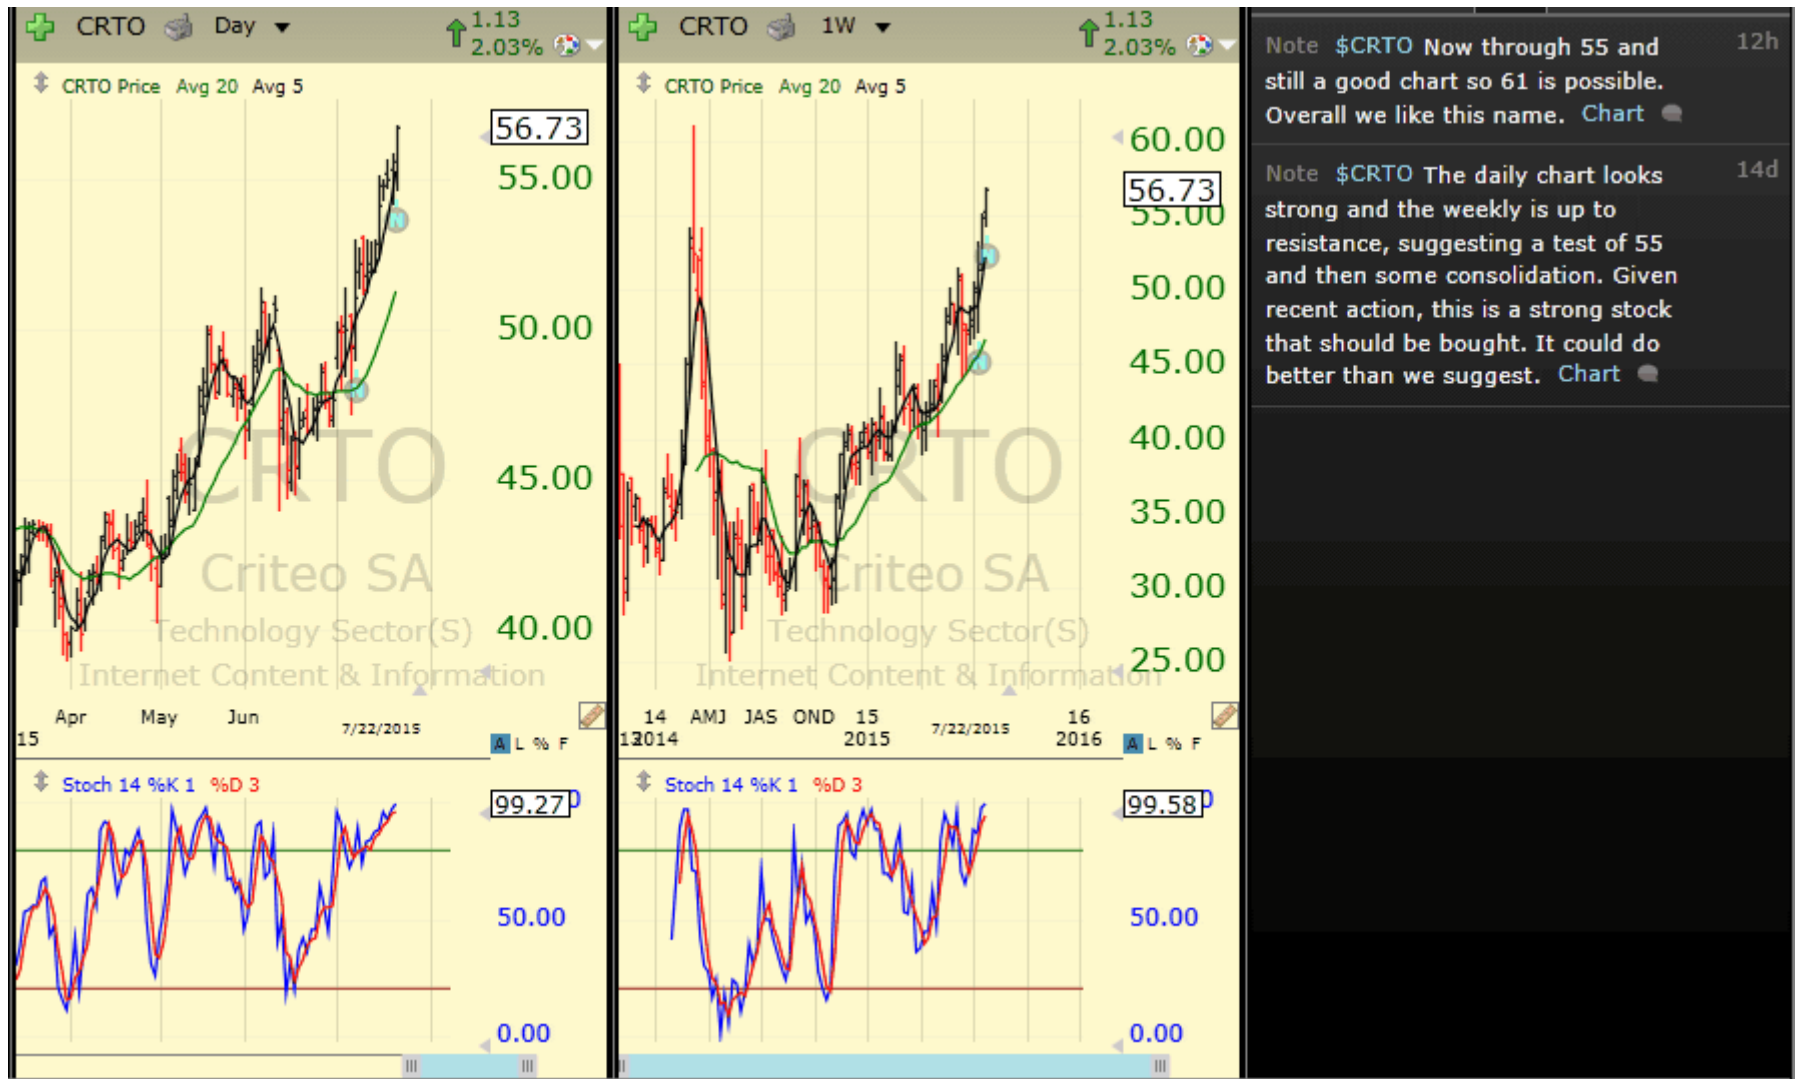 CRTO Day
1.13
2.03%
CRTO Price Avg 20 Avg 5
56.73
55.00
50.00
45.00
40.00
CRTO
Criteo SA
Technology Sector(S)
Internet Content & Information
Apr May Jun
7/22/2015
15
A L % F
Stoch 14 %K 1 %D 3
99.27
50.00
0.00
N
N
CRTO 1W
1.13
2.03%
CRTO Price Avg 20 Avg 5
60.00
56.73
55.00
50.00
45.00
40.00
35.00
30.00
25.00
CRTO
Criteo SA
Technology Sector(S)
Internet Content & Information
14 AMJ JAS OND 15 7/22/2015 16
2014 2015 2016
A L % F
Stoch 14 %K 1 %D 3
99.58
50.00
0.00
N
N
Note $CRTO Now through 55 and 12h
still a good chart so 61 is possible.
Overall we like this name. Chart
Note $CRTO The daily chart looks 14d
strong and the weekly is up to
resistance, suggesting a test of 55
and then some consolidation. Given
recent action, this is a strong stock
that should be bought. It could do
better than we suggest. Chart